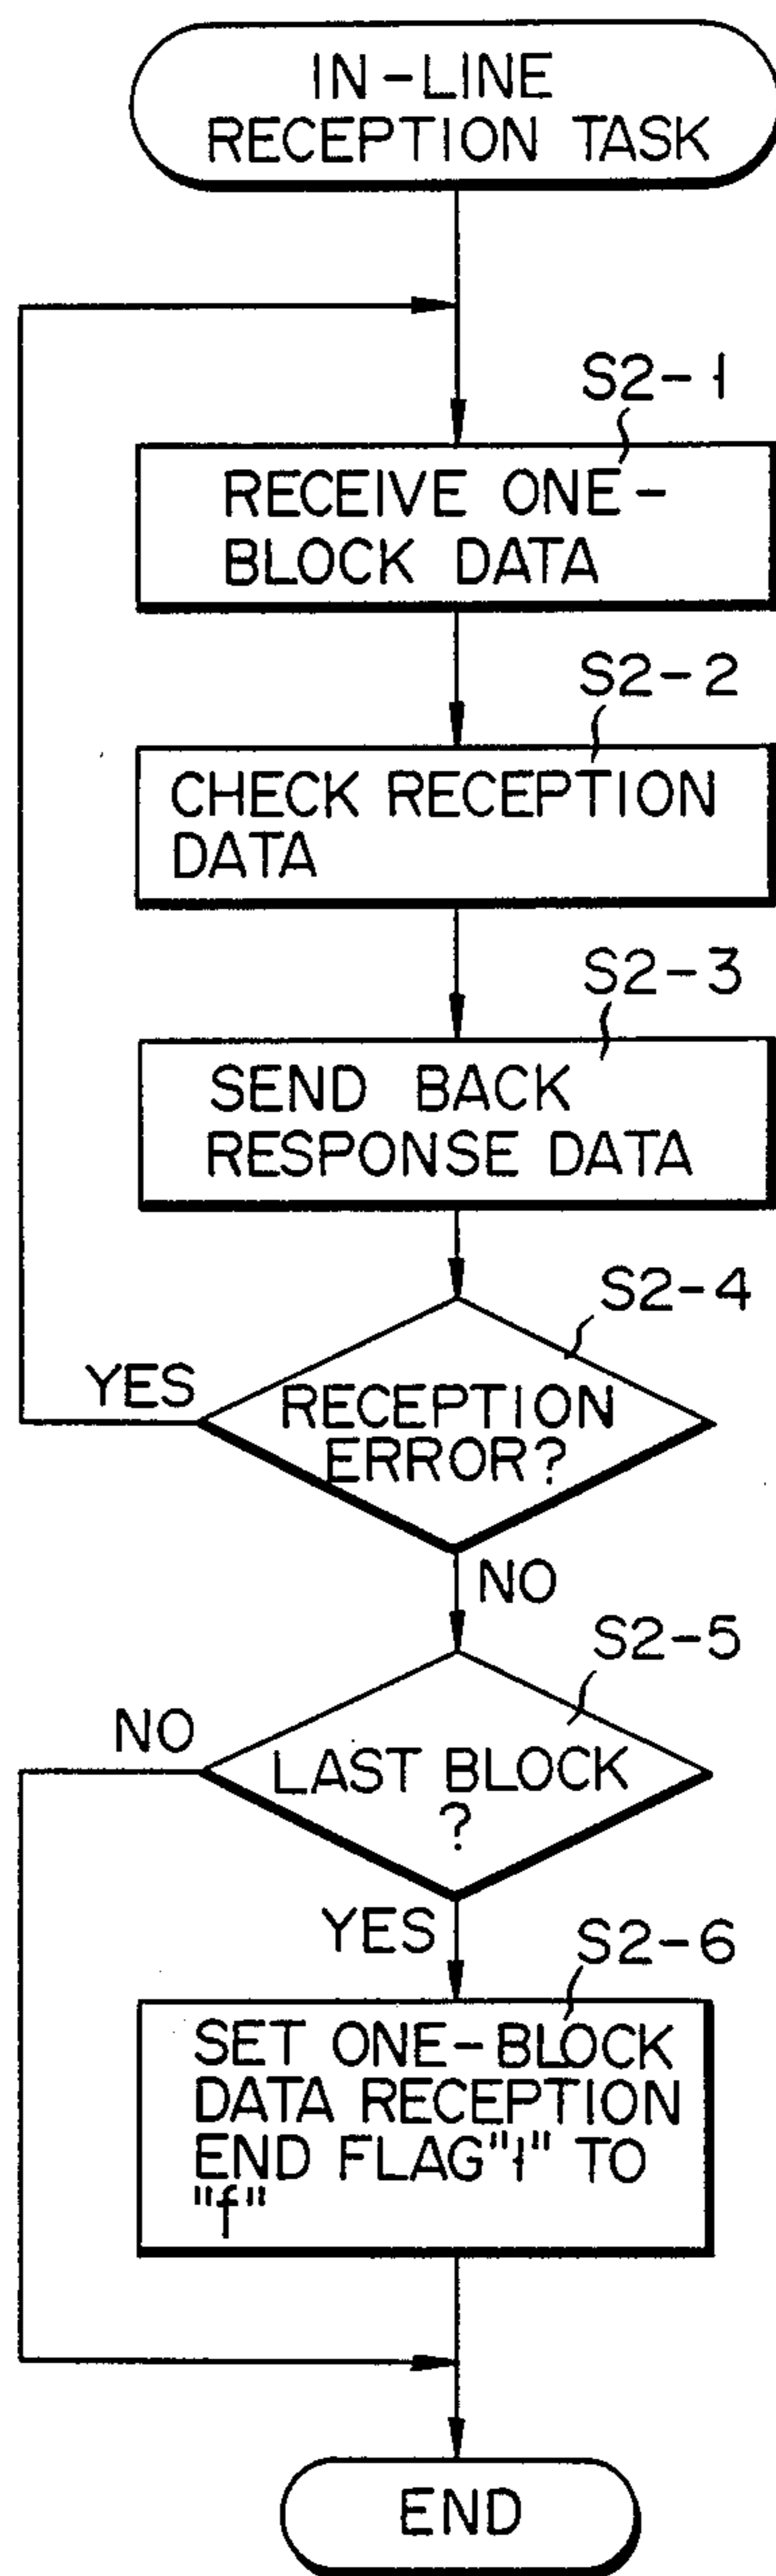 IN-LINE
RECEPTION TASK
S2-1
RECEIVE ONE-
BLOCK DATA
S2-2
CHECK RECEPTION
DATA
S2-3
SEND BACK
RESPONSE DATA
S2-4
YES
RECEPTION
ERROR?
NO
S2-5
NO
LAST BLOCK
?
YES
S2-6
SET ONE-BLOCK
DATA RECEPTION
END FLAG"1" TO
"f"
END